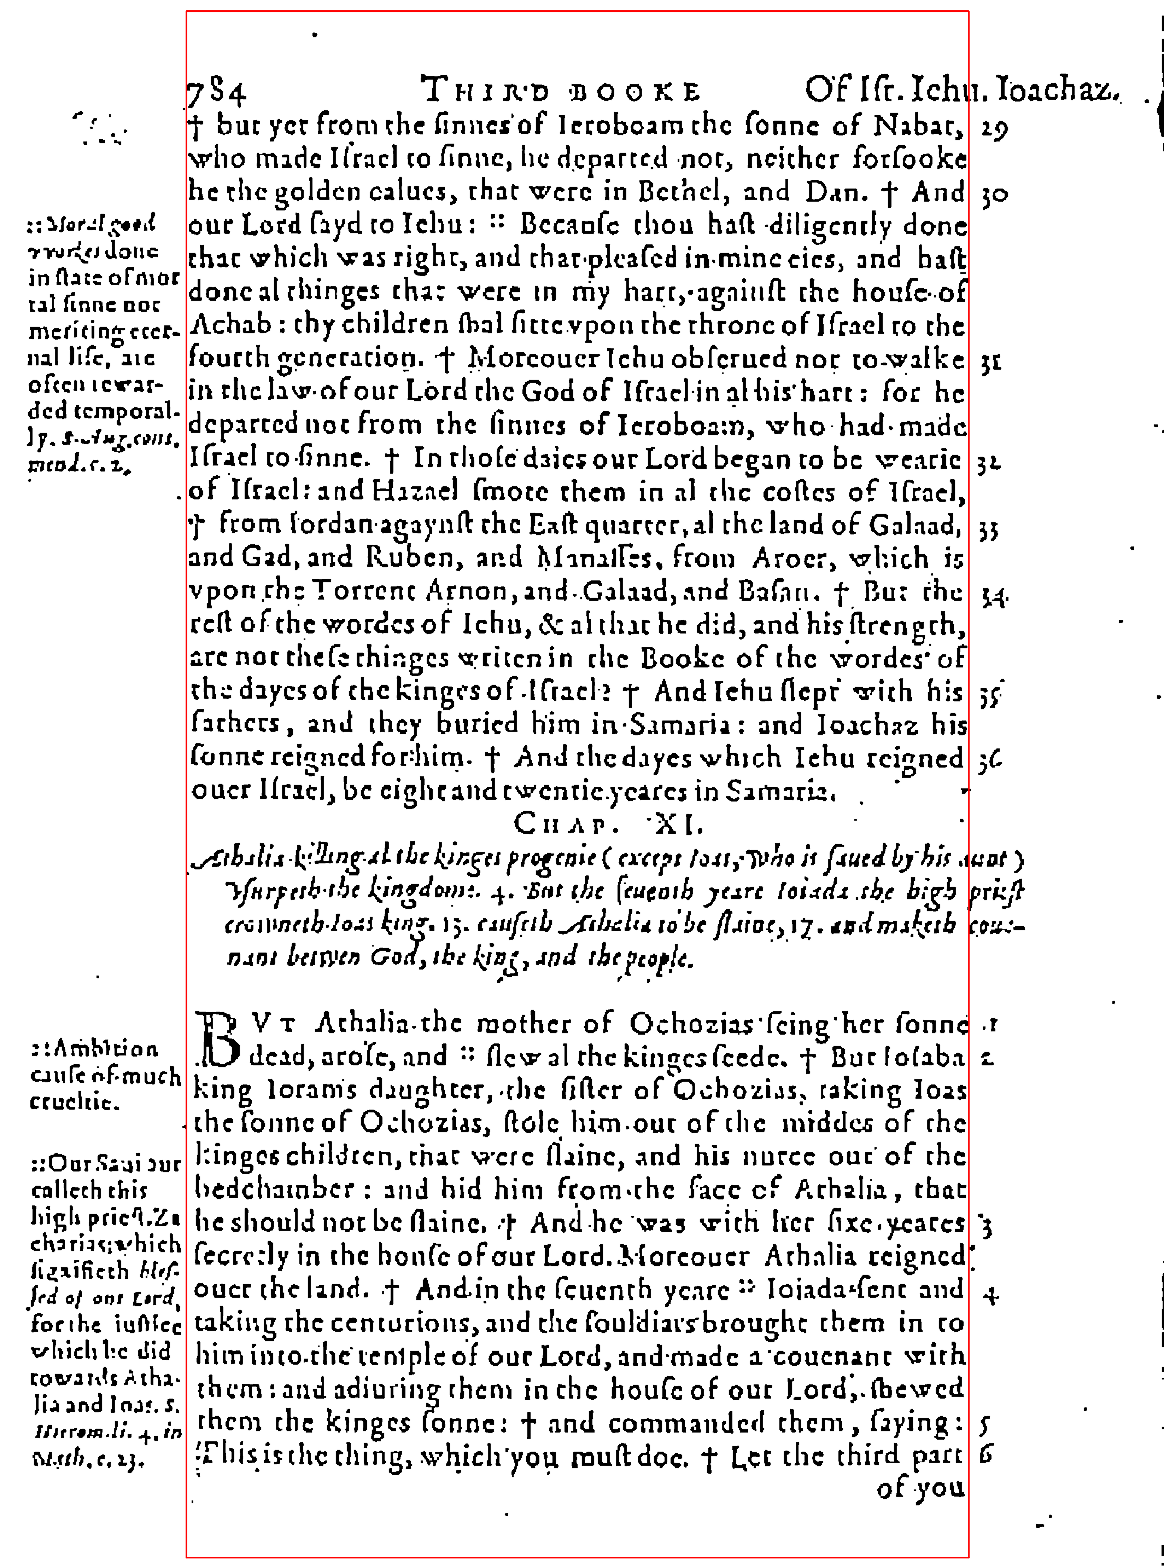 784 THIRD BOOKE Of Iſr. Iehu. Ioachaz.
† but yet from the ſinnes of Ieroboam the ſonne of Nabat, 29
who made Iſrael to ſinne, he departed not, neither forſooke
he the golden calues, that were in Bethel, and Dan. † And 30
our Lord ſayd to Iehu: :: Becauſe thou haſt diligently done
that which was right, and that pleaſed in mine eies, and haſt
done al thinges that were in my hart, againſt the houſe of
Achab: thy children ſhal ſitte vpon the throne of Iſrael to the
fourth generation. † Moreouer Iehu obſerued not to walke 31
in the law of our Lord the God of Iſrael in al his hart: for he
departed not from the ſinnes of Ieroboam, who had made
Iſrael to ſinne. † In thoſe daies our Lord began to be wearie 32
of Iſrael: and Hazael ſmote them in al the coſtes of Iſrael,
† from Iordan agaynſt the Eaſt quarter, al the land of Galaad, 33
and Gad, and Ruben, and Manaſſes, from Aroer, which is
vpon the Torrent Arnon, and Galaad, and Baſan. † But the 34
reſt of the wordes of Iehu, & al that he did, and his ſtrength,
are not theſe thinges writen in the Booke of the wordes of
the dayes of the kinges of Iſrael? † And Iehu ſlept with his 35
fathers, and they buried him in Samaria: and Ioachaz his
ſonne reigned for him. † And the dayes which Iehu reigned 36
ouer Iſrael, be eight and twentie yeares in Samaria.
:: Moral good
workes done
in ſtate of mor
tal ſinne not
meriting eter-
nal life, are
often rewar-
ded temporal-
ly. S. Aug. cont.
mend. c. 2.
CHAP. XI.
Athalia killing al the kinges progenie (except Ioas, who is ſaued by his aunt)
vſurpeth the kingdome. 4. But the ſeuenth yeare Ioiada the high prieſt
crowneth Ioas king. 13. cauſeth Athalia to be ſlaine, 17. and maketh coue-
nant betwen God, the king, and the people.
BVT Athalia the mother of Ochozias ſeing her ſonne 1
dead, aroſe, and :: ſlew al the kinges ſeede. † But Ioſaba 2
king Iorams daughter, the ſiſter of Ochozias, taking Ioas
the ſonne of Ochozias, ſtole him out of the middes of the
kinges children, that were ſlaine, and his nurce out of the
bedchamber: and hid him from the face of Athalia, that
he should not be ſlaine. † And he was with her ſixe yeares 3
ſecretly in the houſe of our Lord. Moreouer Athalia reigned
ouer the land. † And in the ſeuenth yeare :: Ioiada ſent and 4
taking the centurions, and the ſouldiars brought them in to
him into the temple of our Lord, and made a couenant with
them: and adiuring them in the houſe of our Lord, ſhewed
them the kinges ſonne: † and commanded them, ſaying: 5
This is the thing, which you muſt doe. † Let the third part 6
of you
:: Ambition
cauſe of much
crueltie.
:: Our Sauiour
calleth this
high prieſt Za
charias: which
ſignifieth bleſ-
ſed of our Lord,
for the iuſtice
which he did
towards Atha-
lia and Ioas. S.
Hierom. li. 4. in
Math. c. 23.